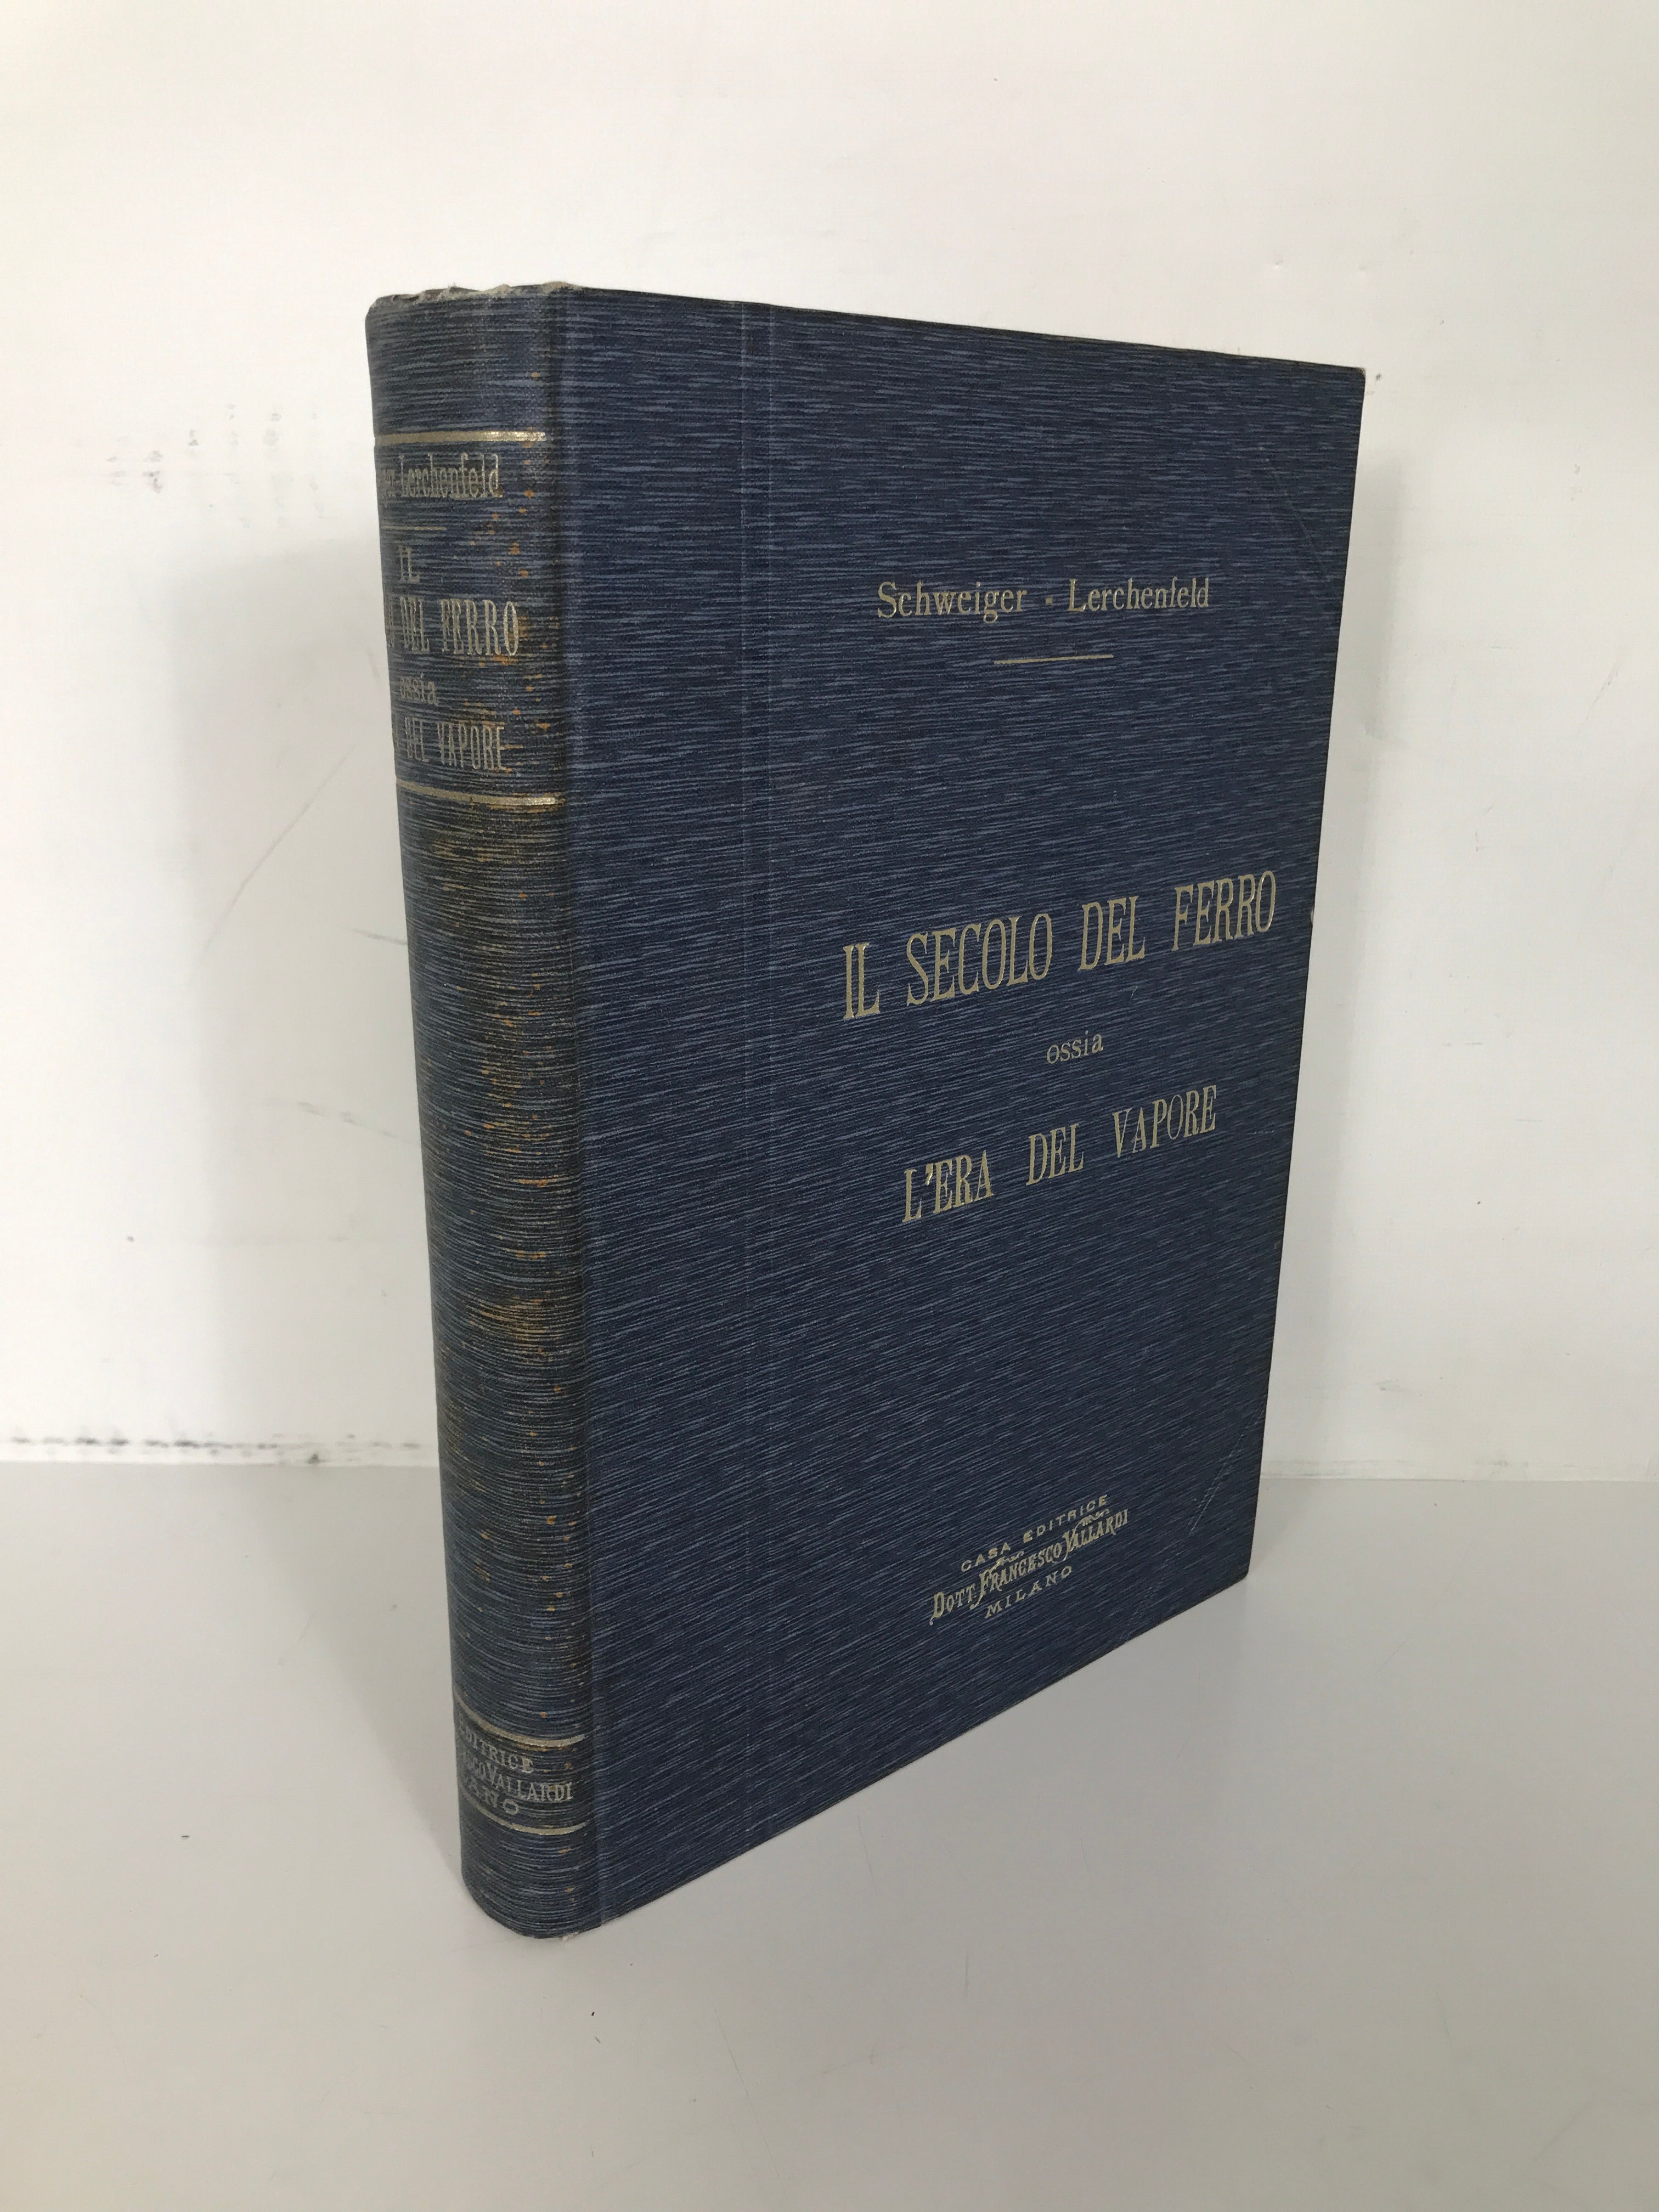 Lerchenfeld
IL
DEL FERRO
ossia
DEL VAPORE
EDITRICE
VALLARDI
Schweiger - Lerchenfeld
IL SECOLO DEL FERRO
ossia
L'ERA DEL VAPORE
CASA EDITRICE
DOTT. FRANCESCO VALLARDI
MILANO